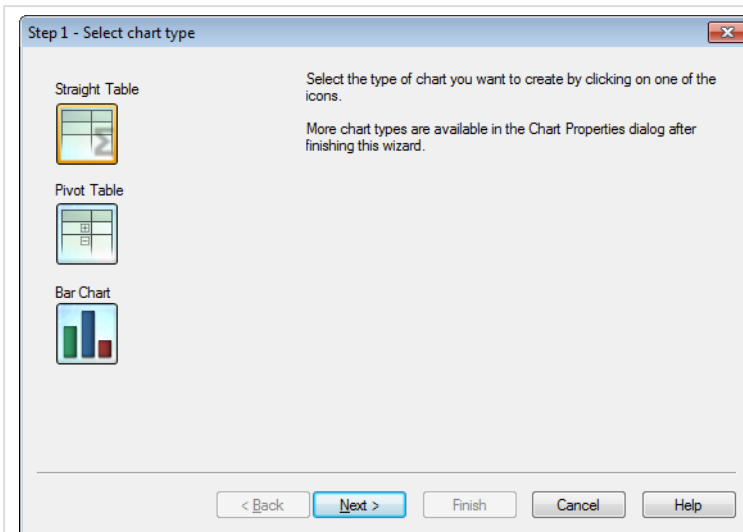 Step 1 - Select chart type
Straight Table
Select the type of chart you want to create by clicking on one of the
icons.
More chart types are available in the Chart Properties dialog after
finishing this wizard.
Pivot Table
Bar Chart
< Back
Next >
Finish
Cancel
Help